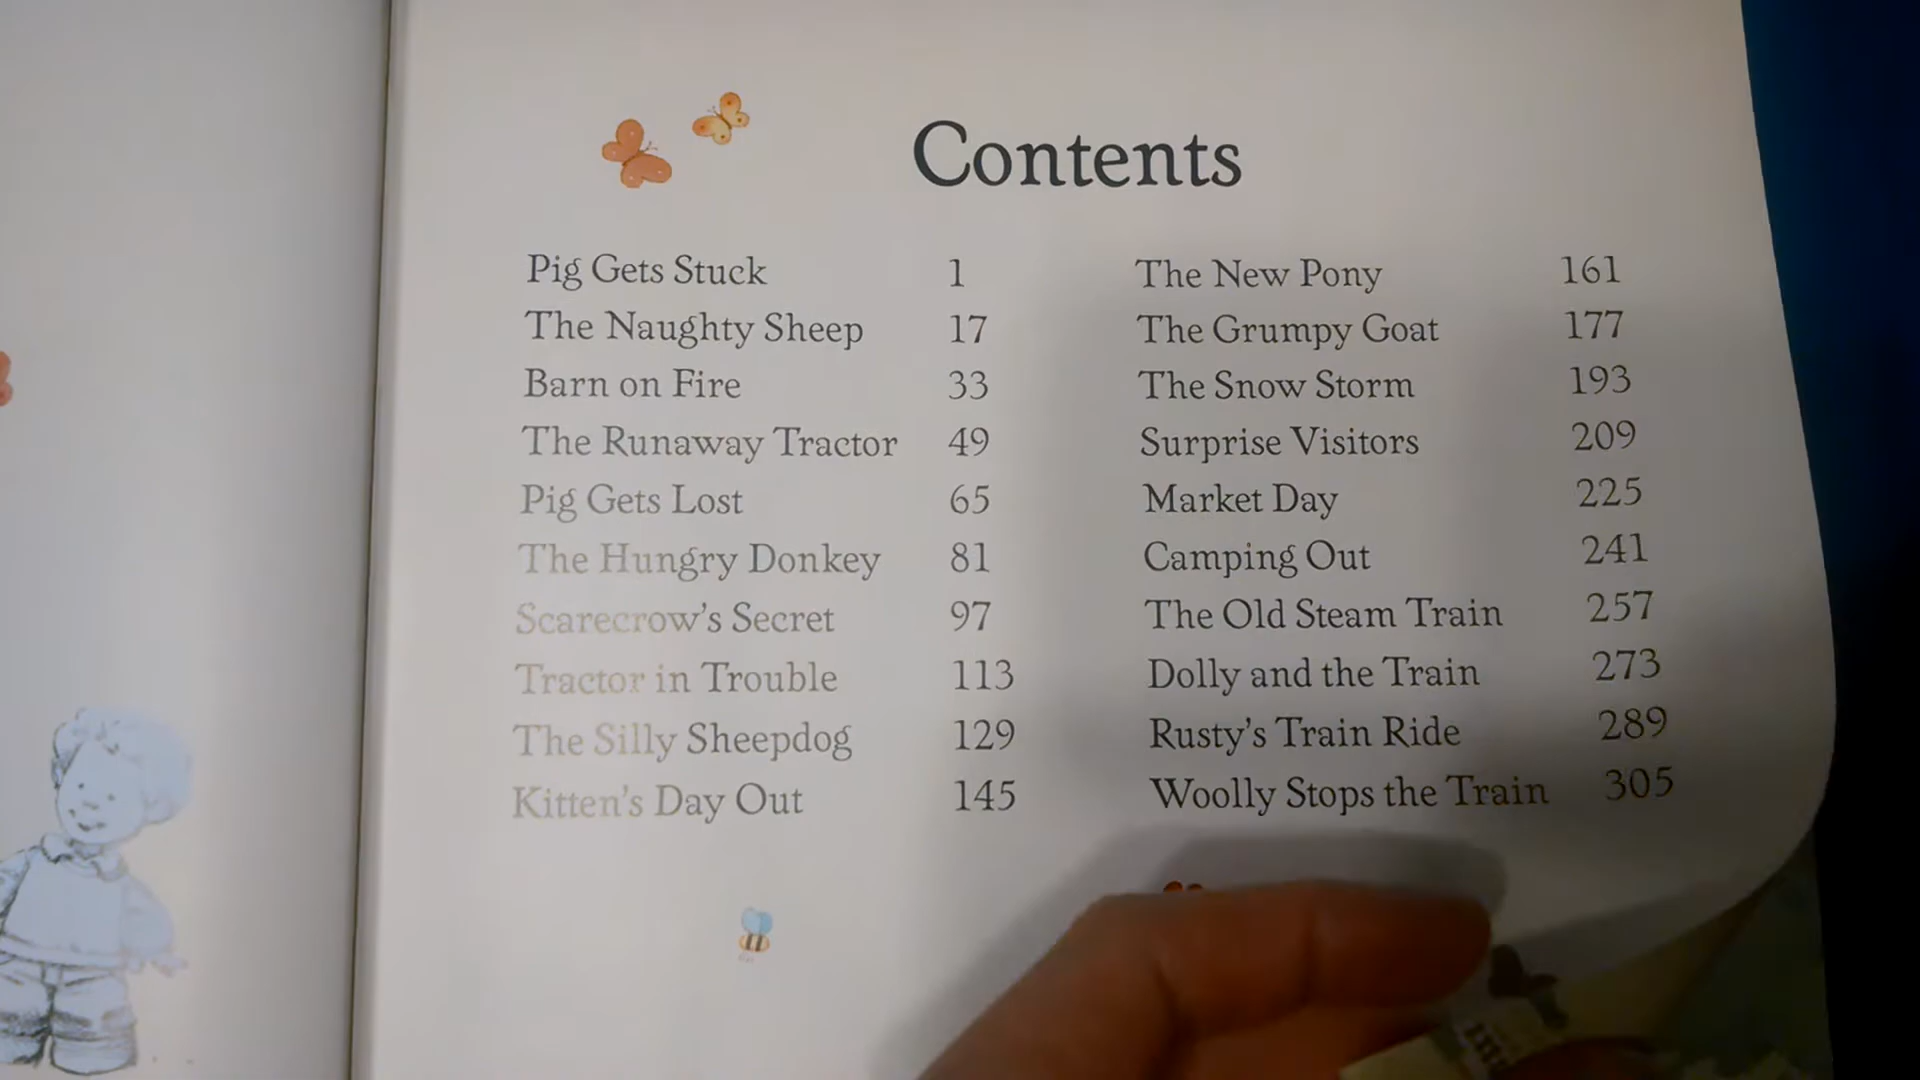 Contents
Pig Gets Stuck 1
The Naughty Sheep 17
Barn on Fire 33
The Runaway Tractor 49
Pig Gets Lost 65
The Hungry Donkey 81
Scarecrow's Secret 97
Tractor in Trouble 113
The Silly Sheepdog 129
Kitten's Day Out 145
The New Pony 161
The Grumpy Goat 177
The Snow Storm 193
Surprise Visitors 209
Market Day 225
Camping Out 241
The Old Steam Train 257
Dolly and the Train 273
Rusty's Train Ride 289
Woolly Stops the Train 305